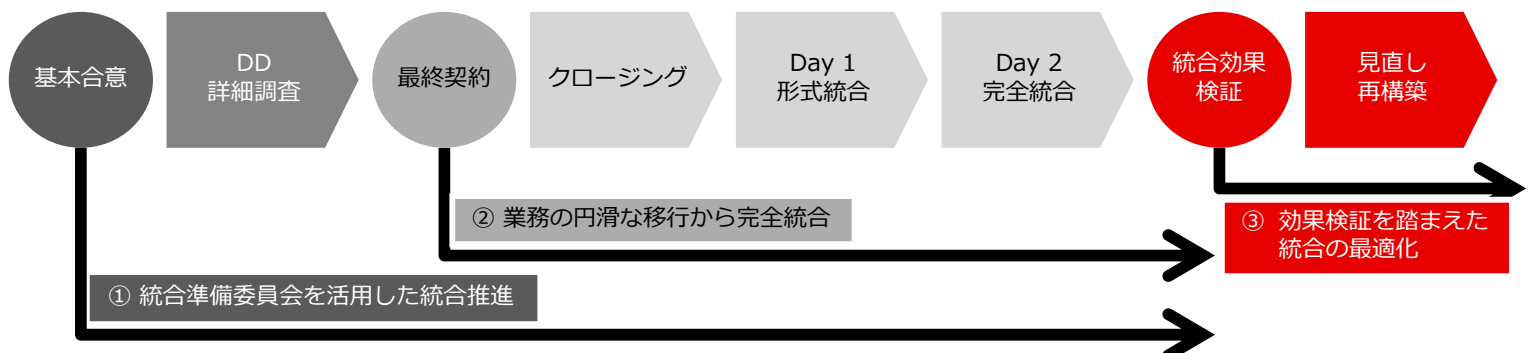 基本合意
DD
詳細調査
最終契約
クロージング
Day 1
形式統合
Day 2
完全統合
統合効果
検証
見直し
再構築
② 業務の円滑な移行から完全統合
③ 効果検証を踏まえた
統合の最適化
① 統合準備委員会を活用した統合推進